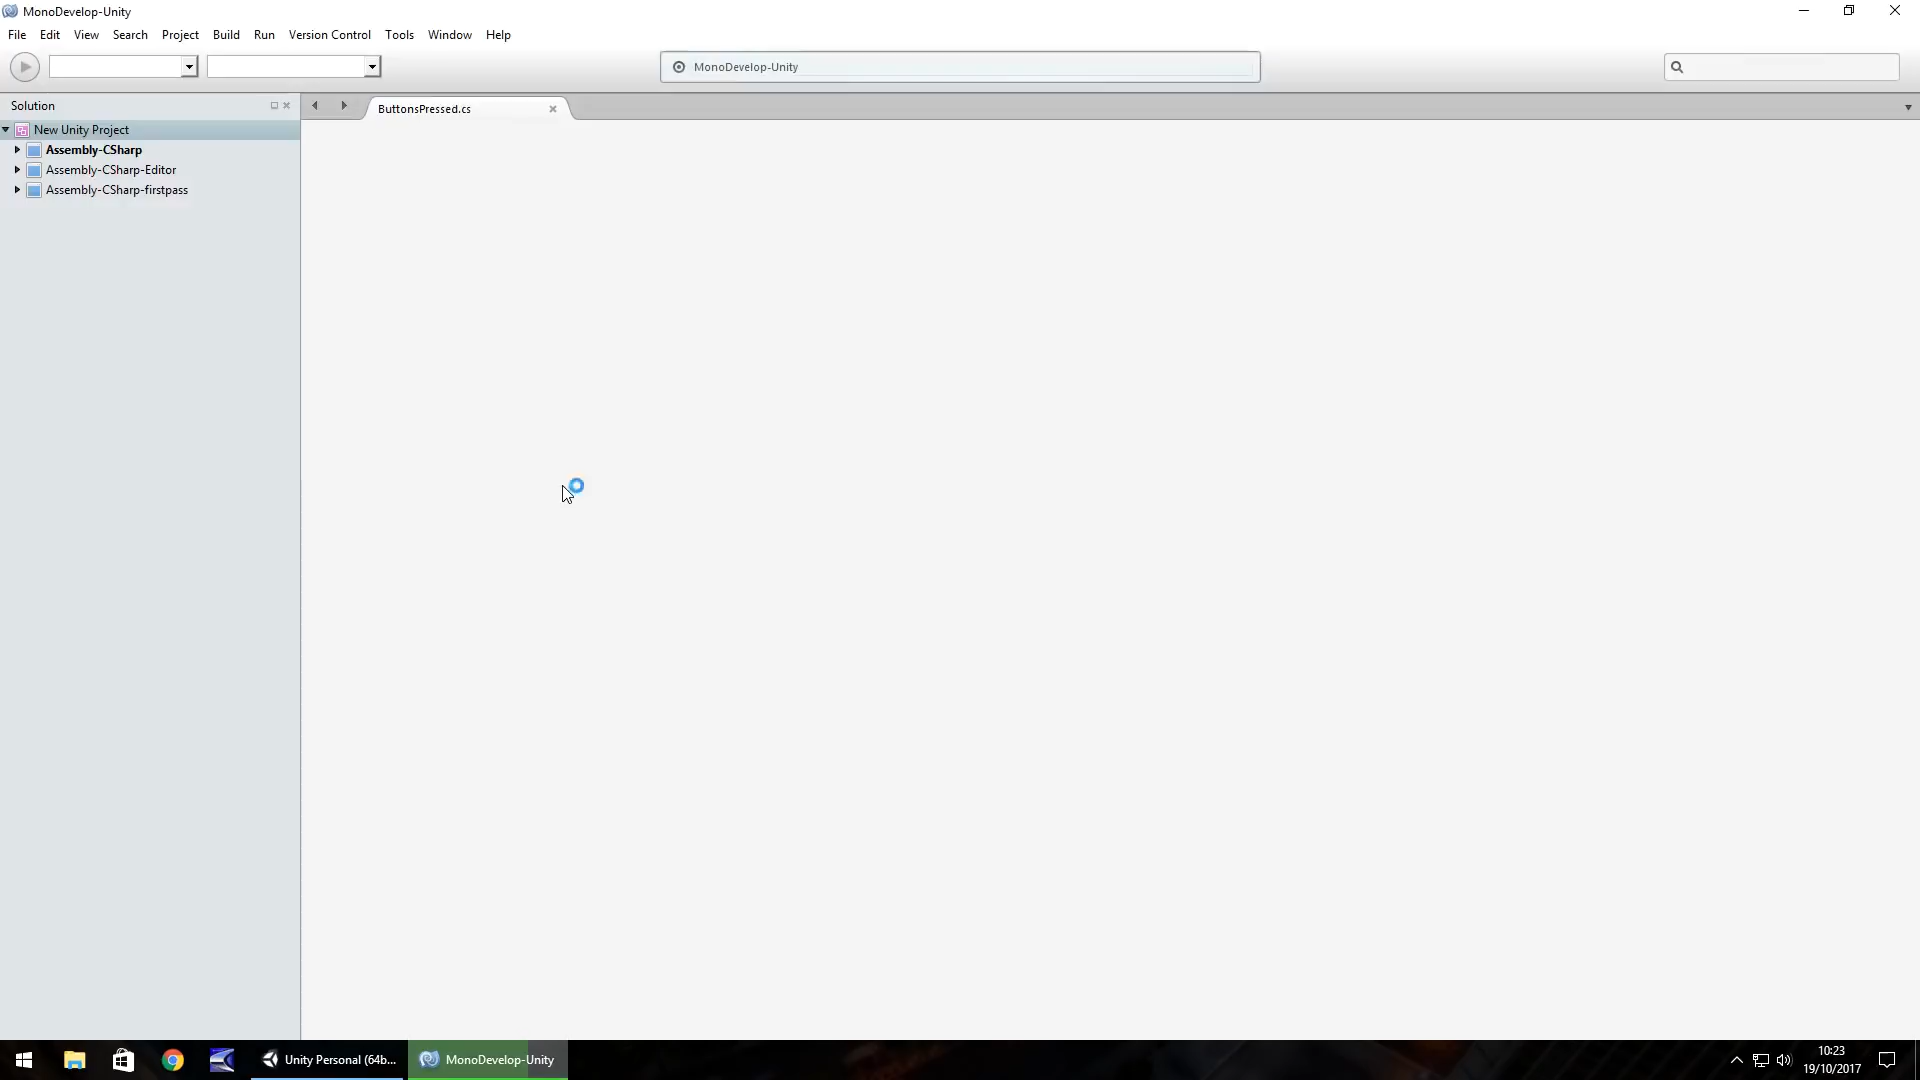 MonoDevelop-Unity
File Edit View Search Project Build Run Version Control Tools Window Help
MonoDevelop-Unity
Solution
ButtonsPressed.cs
New Unity Project
Assembly-CSharp
Assembly-CSharp-Editor
Assembly-CSharp-firstpass
Unity Personal (64b...
MonoDevelop-Unity
10:23
19/10/2017